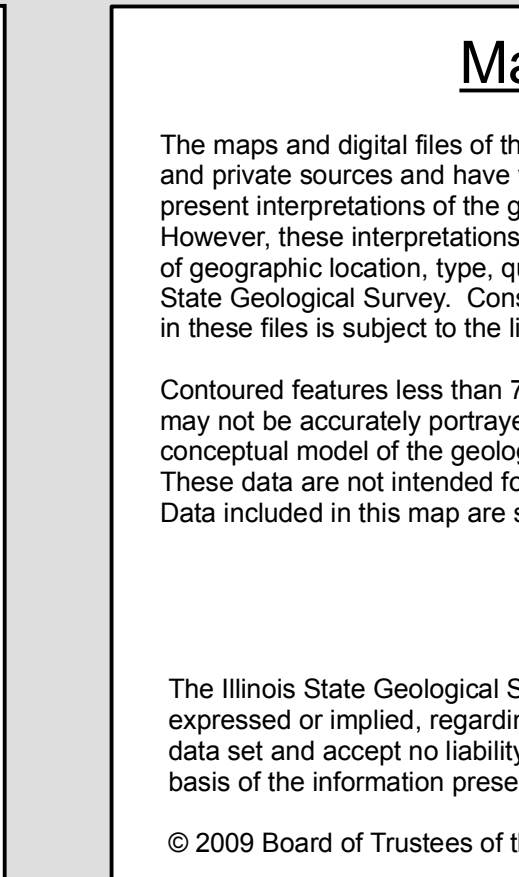 Ma
The maps and digital files of th
and private sources and have
present interpretations of the g
However, these interpretations
of geographic location, type, qu
State Geological Survey.  Cons
in these files is subject to the li
Contoured features less than 7
may not be accurately portraye
conceptual model of the geolog
These data are not intended fo
Data included in this map are s
The Illinois State Geological S
expressed or implied, regardin
data set and accept no liability
basis of the information prese
© 2009 Board of Trustees of th